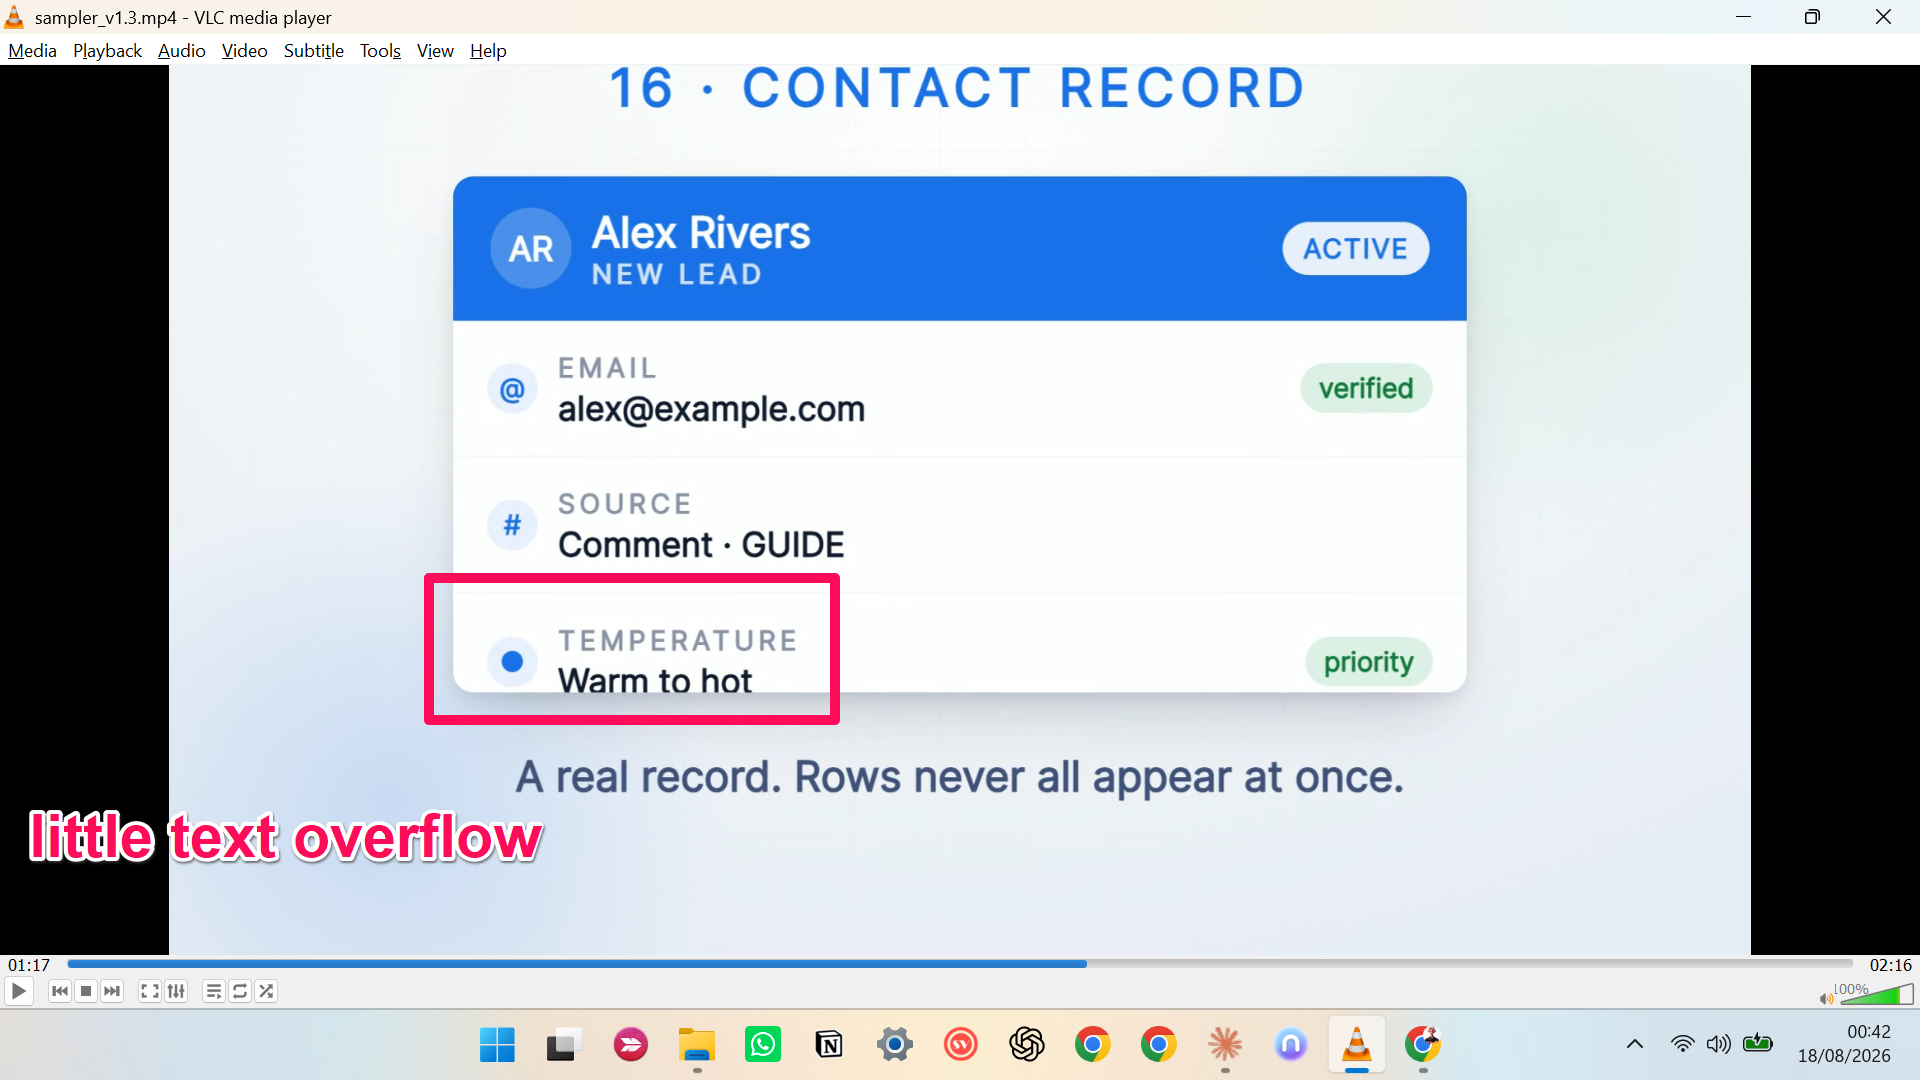 sampler_v1.3.mp4 - VLC media player
Media Playback Audio Video Subtitle Tools View Help
16 · CONTACT RECORD
AR
Alex Rivers
NEW LEAD
ACTIVE
@
EMAIL
alex@example.com
verified
#
SOURCE
Comment · GUIDE
TEMPERATURE
Warm to hot
priority
A real record. Rows never all appear at once.
little text overflow
01:17
02:16
100%
00:42
18/08/2026